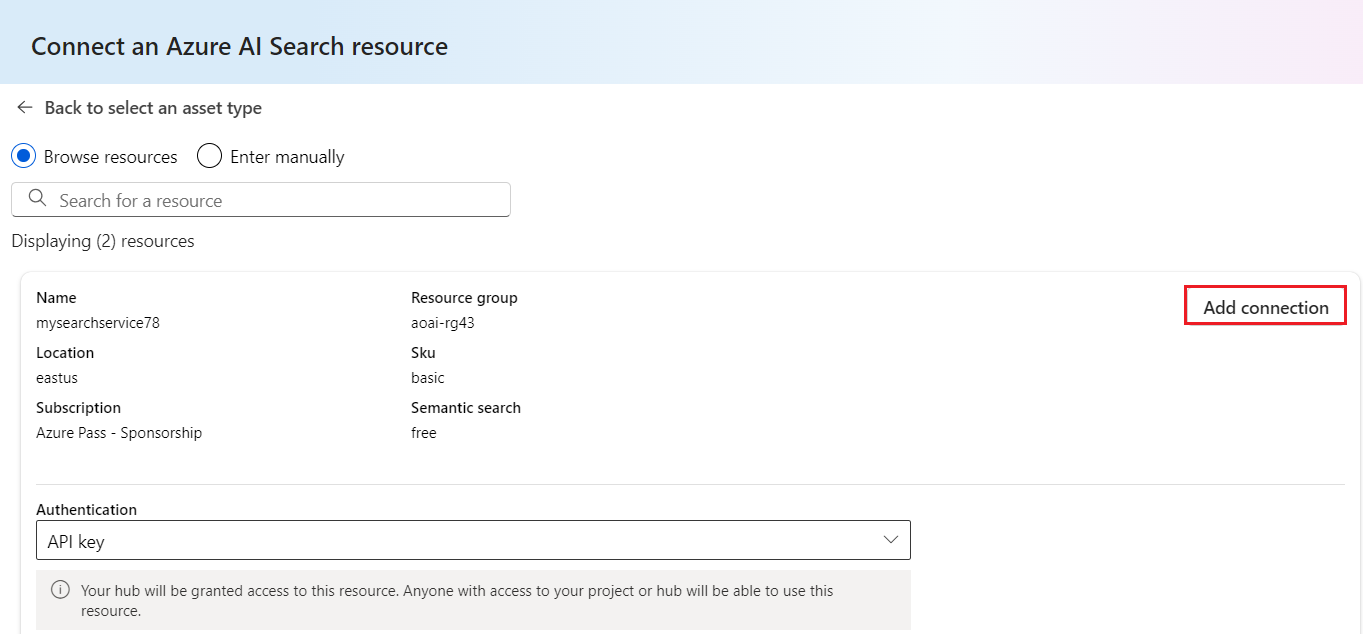 Connect an Azure AI Search resource
Back to select an asset type
Browse resources Enter manually
Search for a resource
Displaying (2) resources
Name Resource group
Add connection
mysearchservice78 aoai-rg43
Location Sku
eastus basic
Subscription Semantic search
Azure Pass - Sponsorship free
Authentication
API key
Your hub will be granted access to this resource. Anyone with access to your project or hub will be able to use this
resource.